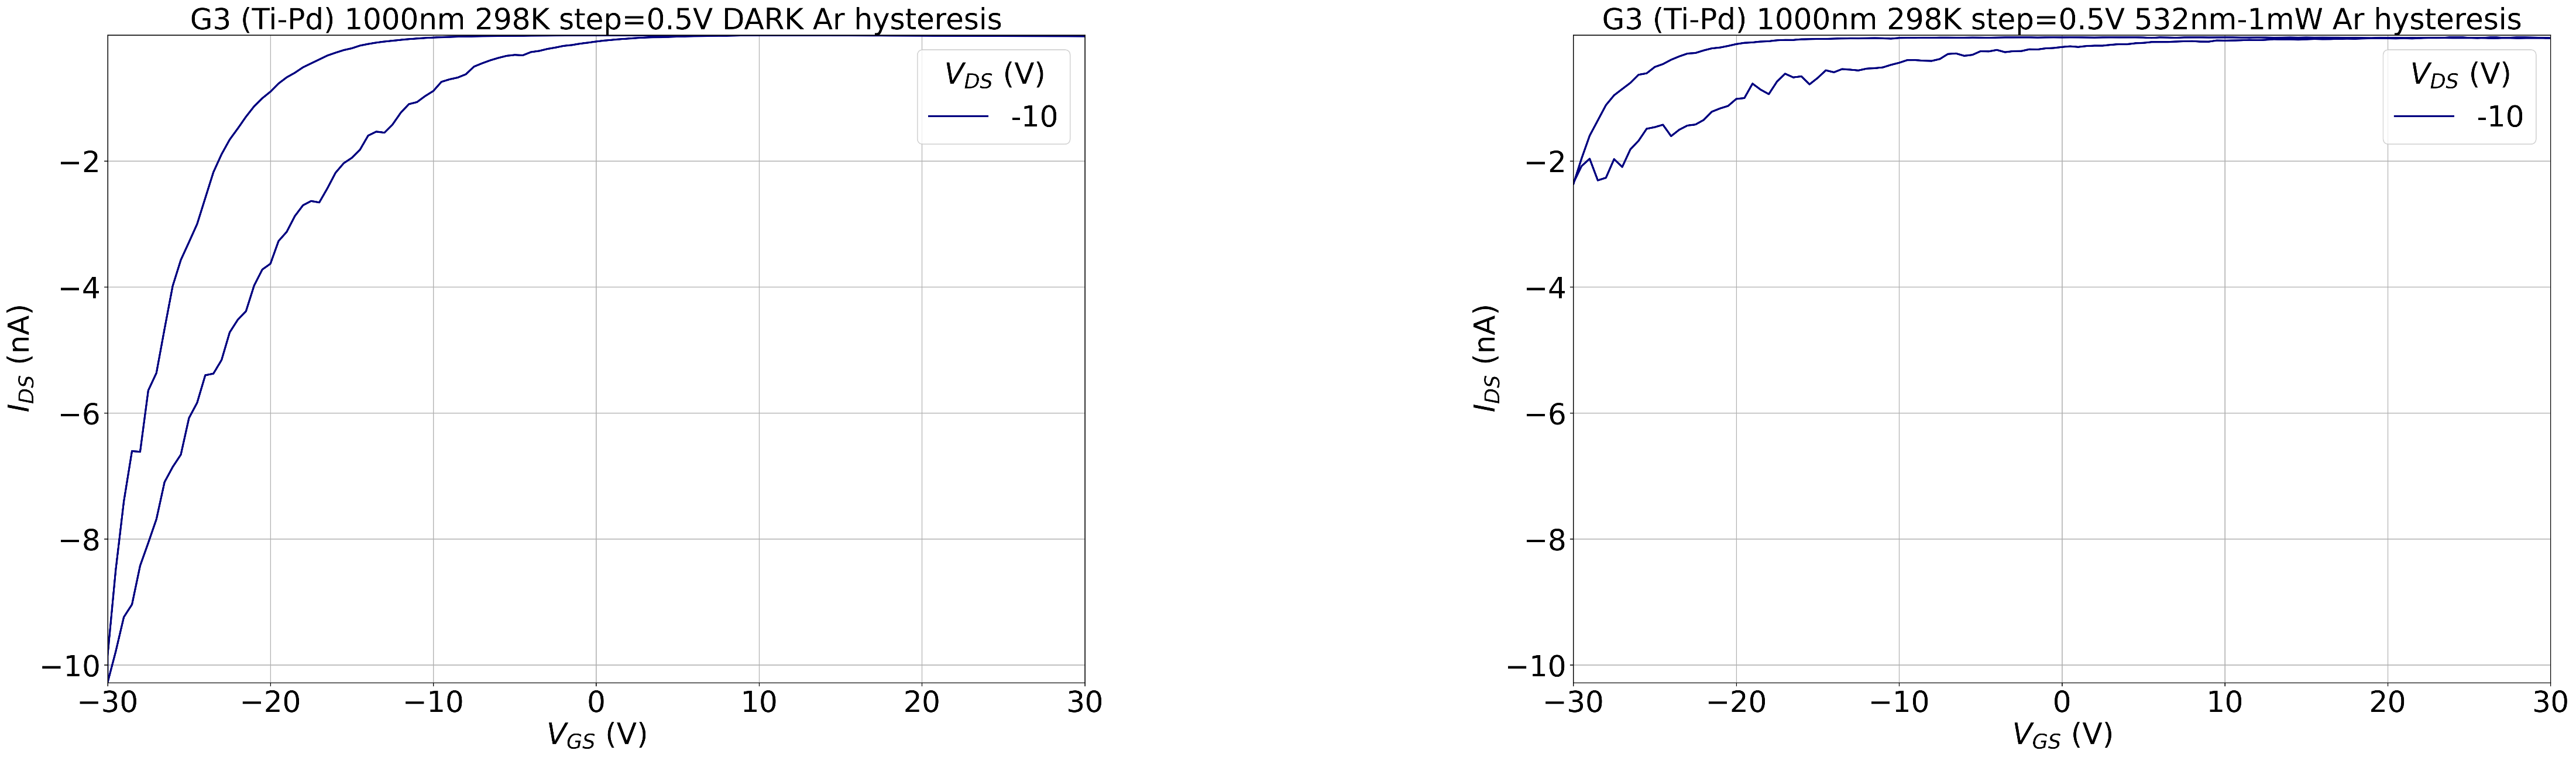 G3 (Ti-Pd) 1000nm 298K step=0.5V DARK Ar hysteresis
V_DS (V)
-10
−2
−4
−6
−8
−10
I_DS (nA)
−30 −20 −10 0 10 20 30
V_GS (V)
G3 (Ti-Pd) 1000nm 298K step=0.5V 532nm-1mW Ar hysteresis
V_DS (V)
-10
−2
−4
−6
−8
−10
I_DS (nA)
−30 −20 −10 0 10 20 30
V_GS (V)